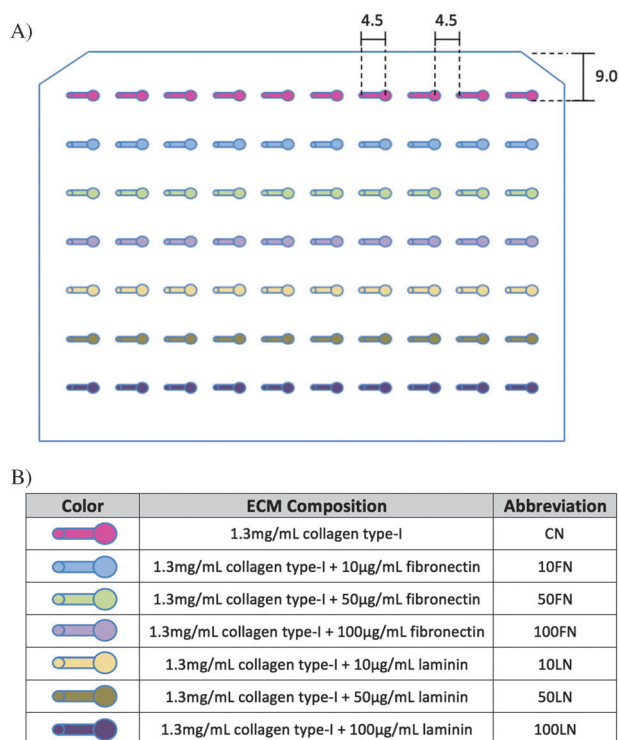 A)
4.5 4.5
9.0
B)
Color ECM Composition Abbreviation
1.3mg/mL collagen type-I CN
1.3mg/mL collagen type-I + 10µg/mL fibronectin 10FN
1.3mg/mL collagen type-I + 50µg/mL fibronectin 50FN
1.3mg/mL collagen type-I + 100µg/mL fibronectin 100FN
1.3mg/mL collagen type-I + 10µg/mL laminin 10LN
1.3mg/mL collagen type-I + 50µg/mL laminin 50LN
1.3mg/mL collagen type-I + 100µg/mL laminin 100LN